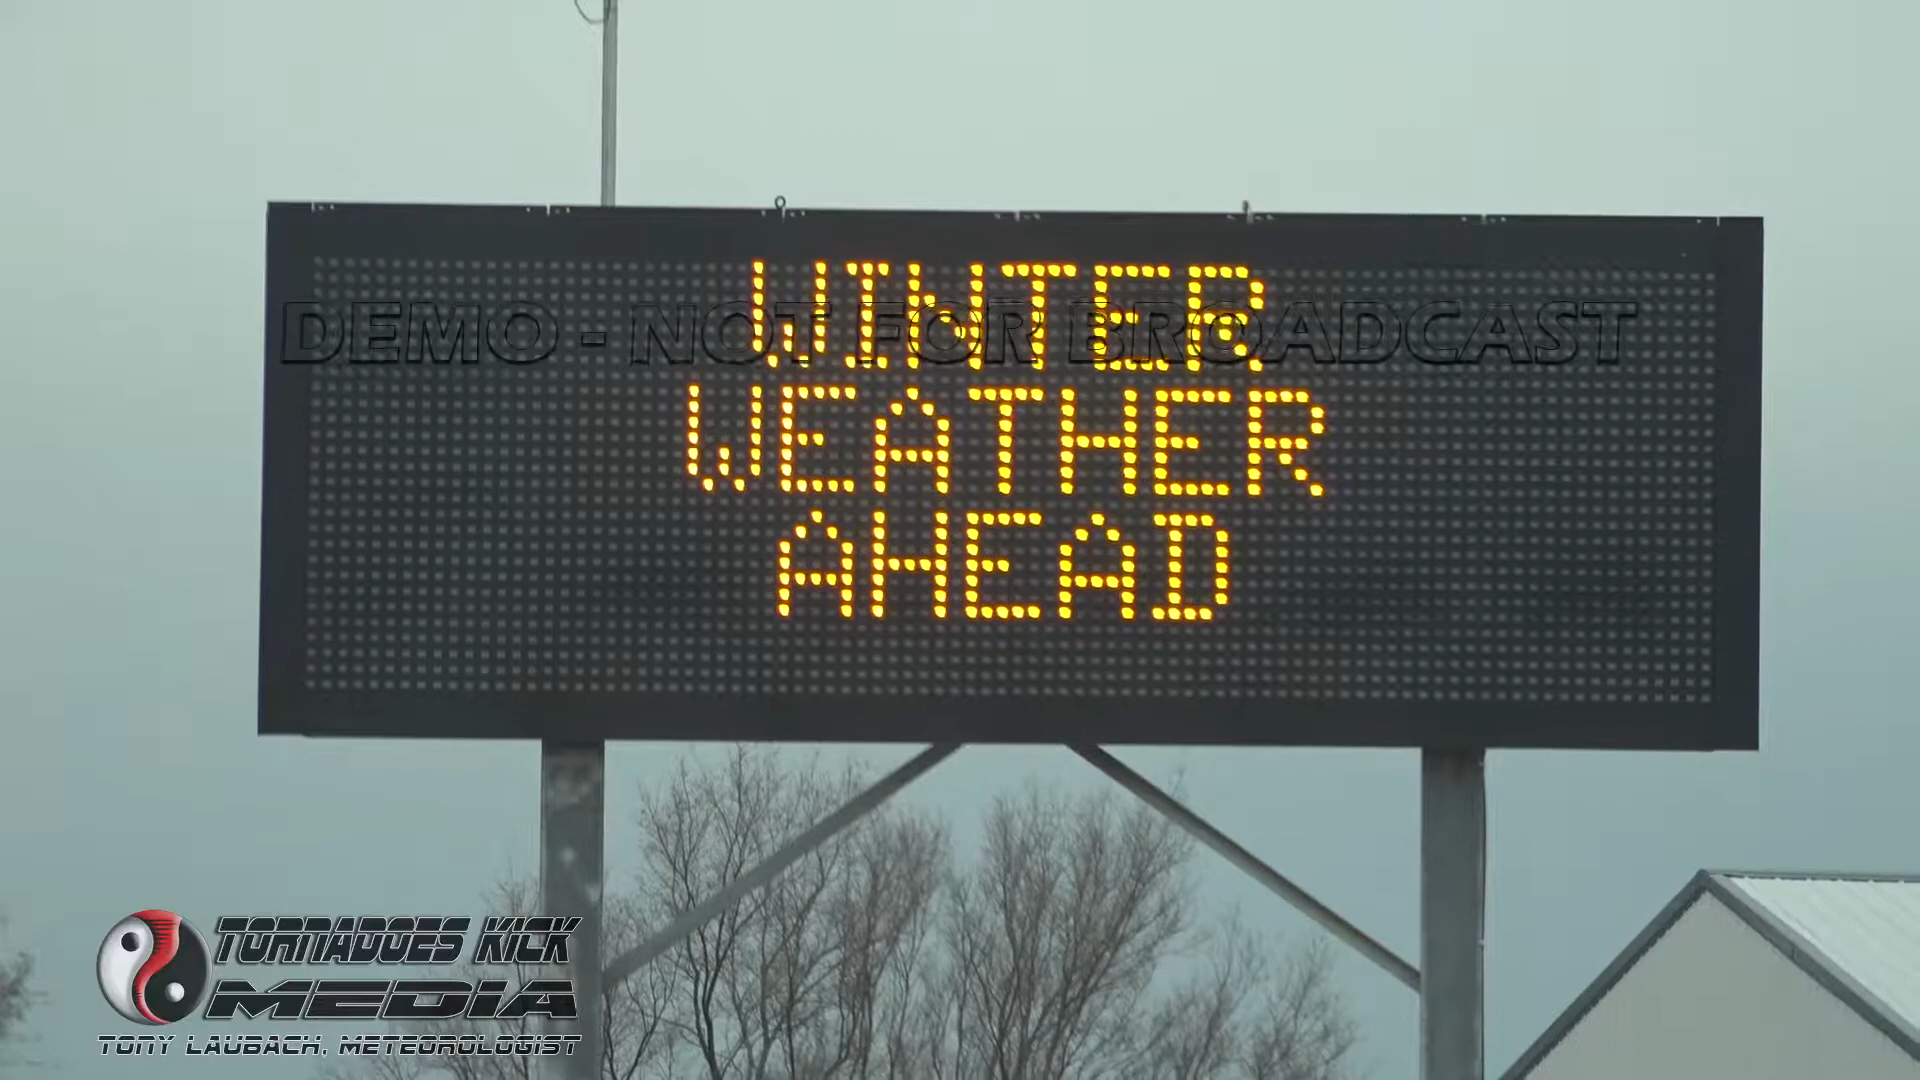 WINTER
DEMO - NOT FOR BROADCAST
WEATHER
AHEAD
TORNADOES KICK
MEDIA
TONY LAUBACH, METEOROLOGIST